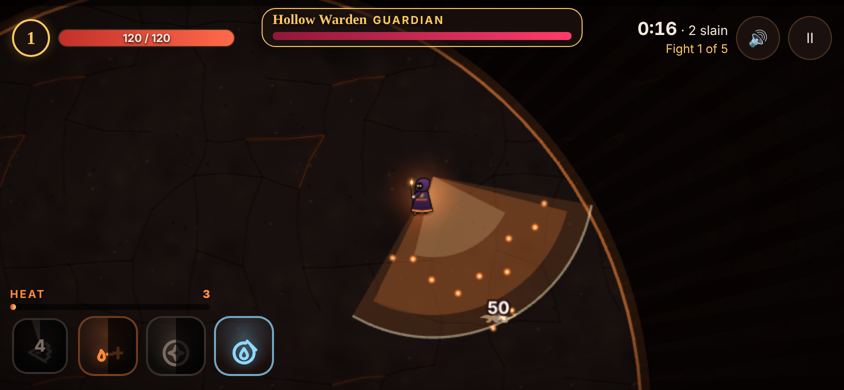 1
120 / 120
Hollow Warden GUARDIAN
0:16 · 2 slain
Fight 1 of 5
50
HEAT 3
4